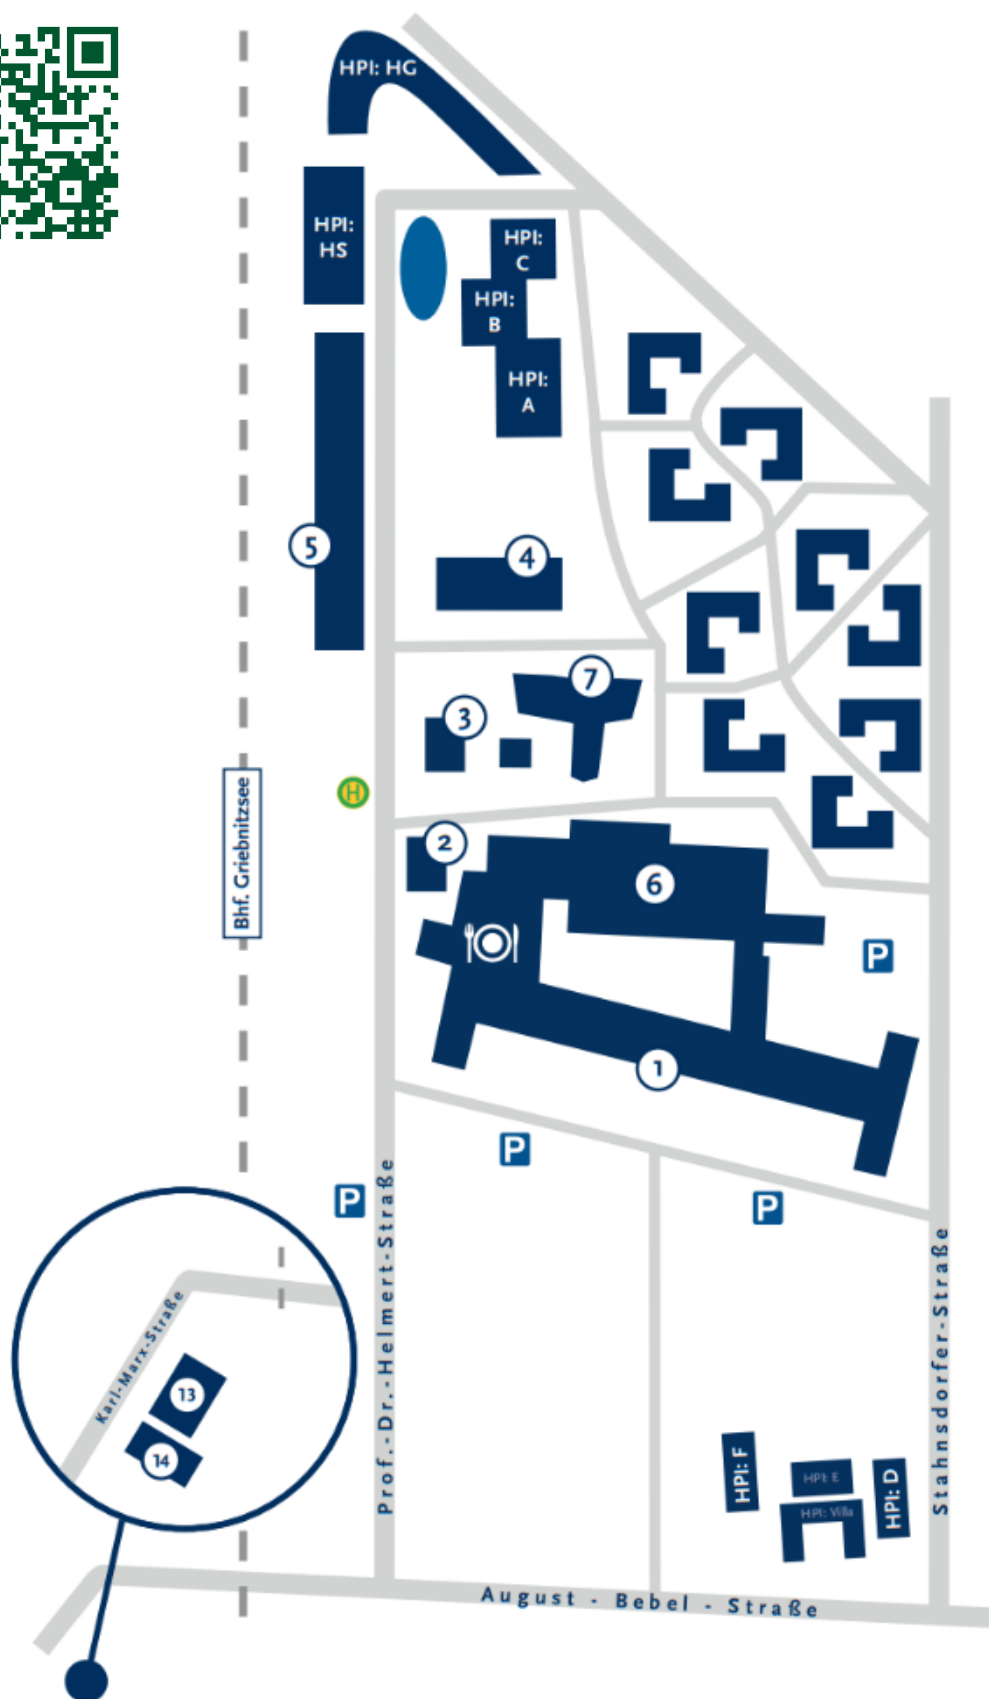 HPI: HG
HPI:
HS
HPI:
C
HPI:
B
HPI:
A
5
4
7
3
H
2
6
Bhf. Griebnitzsee
P
1
P
P
P
Prof.-Dr.-Helmert-Straße
Stahnsdorfer-Straße
Karl-Marx-Straße
13
14
HPI: F
HPI: E
HPI: D
HPI: Villa
August - Bebel - Straße